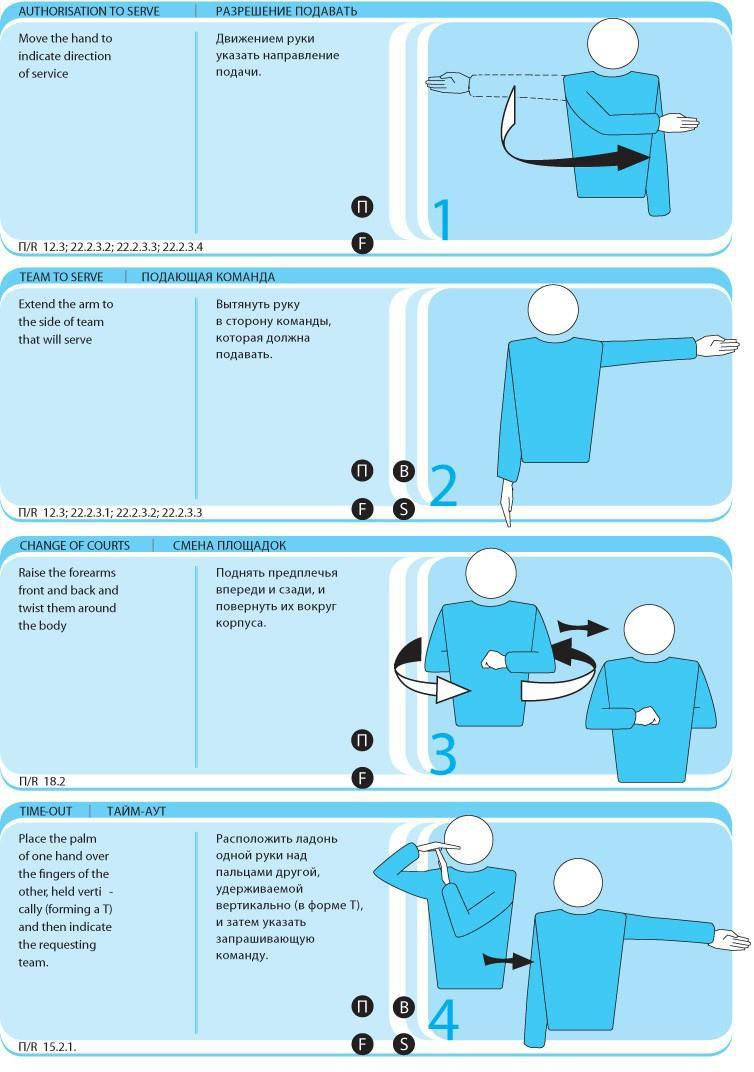 AUTHORISATION TO SERVE | РАЗРЕШЕНИЕ ПОДАВАТЬ
Move the hand to
indicate direction
of service
Движением руки
указать направление
подачи.
П
1
F
П/R 12.3; 22.2.3.2; 22.2.3.3; 22.2.3.4
TEAM TO SERVE | ПОДАЮЩАЯ КОМАНДА
Extend the arm to
the side of team
that will serve
Вытянуть руку
в сторону команды,
которая должна
подавать.
П B
2
F S
П/R 12.3; 22.2.3.1; 22.2.3.2; 22.2.3.3
CHANGE OF COURTS | СМЕНА ПЛОЩАДОК
Raise the forearms
front and back and
twist them around
the body
Поднять предплечья
впереди и сзади, и
повернуть их вокруг
корпуса.
П
3
F
П/R 18.2
TIME-OUT | ТАЙМ-АУТ
Place the palm
of one hand over
the fingers of the
other, held verti -
cally (forming a T)
and then indicate
the requesting
team.
Расположить ладонь
одной руки над
пальцами другой,
удерживаемой
вертикально (в форме Т),
и затем указать
запрашивающую
команду.
П B
4
F S
П/R 15.2.1.